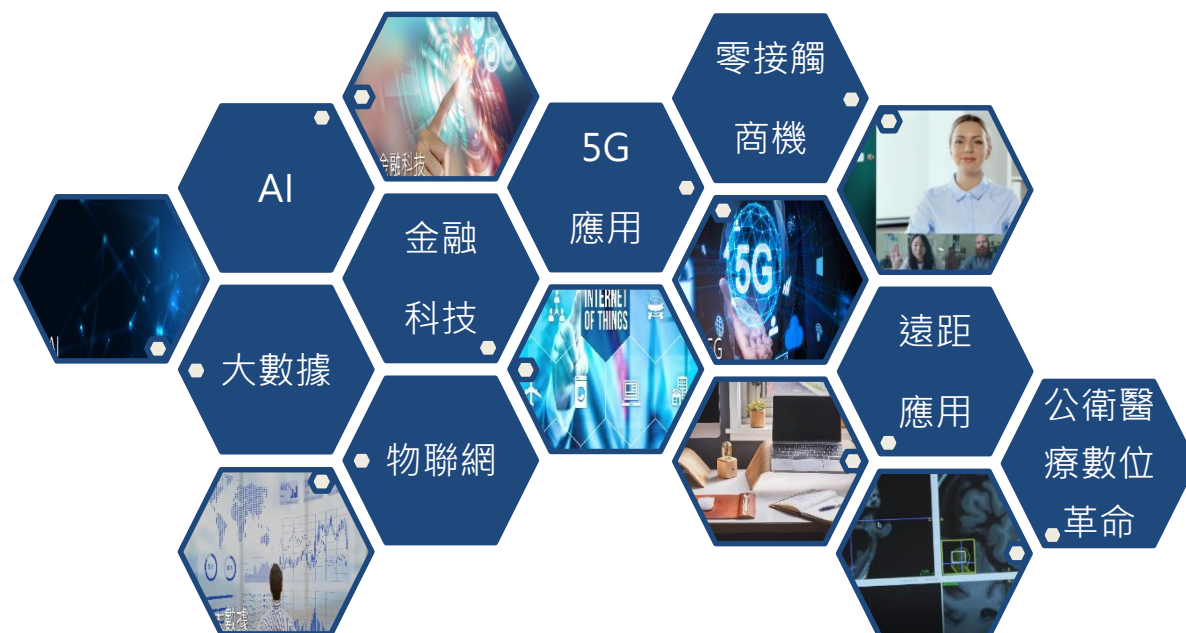 零接觸
商機
金融科技
5G
應用
AI
金融
科技
5G
INTERNET
OF THINGS
AI
大數據
遠距
應用
物聯網
公衛醫
療數位
革命
大數據